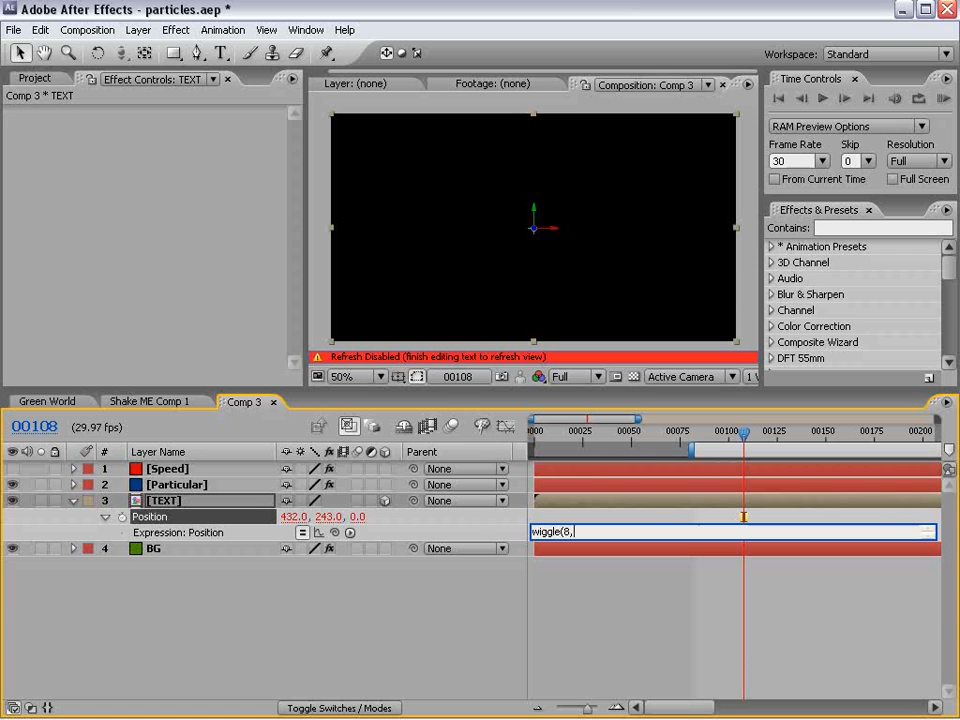 Adobe After Effects - particles.aep *
File Edit Composition Layer Effect Animation View Window Help
Workspace: Standard
Project Effect Controls: TEXT Layer: (none) Footage: (none) Composition: Comp 3 Time Controls
Comp 3 * TEXT
RAM Preview Options
Frame Rate Skip Resolution
30 0 Full
From Current Time Full Screen
Effects & Presets
Contains:
* Animation Presets
3D Channel
Audio
Blur & Sharpen
Channel
Color Correction
Composite Wizard
DFT 55mm
Refresh Disabled (finish editing text to refresh view)
50% 00108 Full Active Camera 1
Green World Shake ME Comp 1 Comp 3
00108 (29.97 fps) 0000 00025 00050 00075 00100 00125 00150 00175 00200
# Layer Name Parent
1 [Speed] None
2 [Particular] None
3 [TEXT] None
Position 432.0, 243.0, 0.0
Expression: Position wiggle(8,
4 BG None
Toggle Switches / Modes